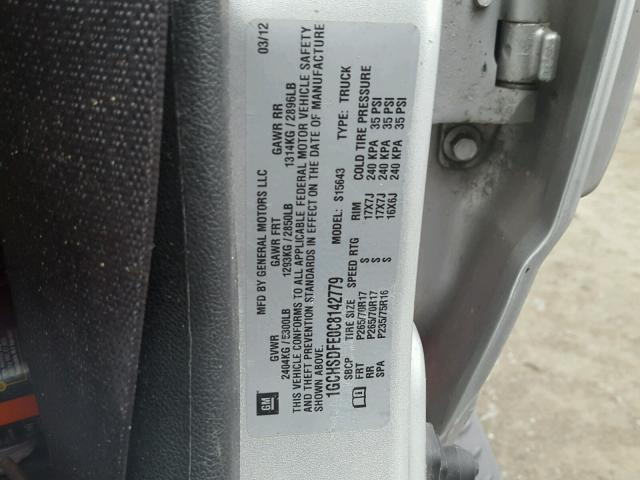 GM
MFD BY GENERAL MOTORS LLC 03/12
GVWR GAWR FRT GAWR RR
2404KG / 5300LB 1293KG / 2850LB 1314KG / 2896LB
THIS VEHICLE CONFORMS TO ALL APPLICABLE FEDERAL MOTOR VEHICLE SAFETY
AND THEFT PREVENTION STANDARDS IN EFFECT ON THE DATE OF MANUFACTURE
SHOWN ABOVE.
1GCHSDFE0C8142779 MODEL: S15643 TYPE: TRUCK
SBCP TIRE SIZE SPEED RTG RIM COLD TIRE PRESSURE
FRT P265/70R17 S 17X7J 240 KPA 35 PSI
RR P265/70R17 S 17X7J 240 KPA 35 PSI
SPA P235/75R16 S 16X6J 240 KPA 35 PSI